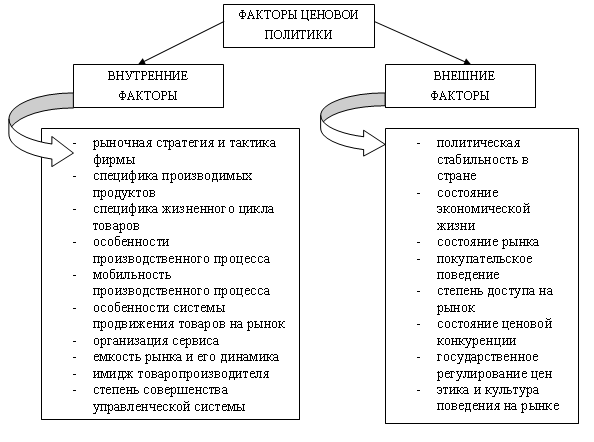 ФАКТОРЫ ЦЕНОВОЙ
ПОЛИТИКИ
ВНУТРЕННИЕ
ФАКТОРЫ
ВНЕШНИЕ
ФАКТОРЫ
- рыночная стратегия и тактика
фирмы
- специфика производимых
продуктов
- специфика жизненного цикла
товаров
- особенности
производственного процесса
- мобильность
производственного процесса
- особенности системы
продвижения товаров на рынок
- организация сервиса
- емкость рынка и его динамика
- имидж товаропроизводителя
- степень совершенства
управленческой системы
- политическая
стабильность в
стране
- состояние
экономической
жизни
- состояние рынка
- покупательское
поведение
- степень доступа на
рынок
- состояние ценовой
конкуренции
- государственное
регулирование цен
- этика и культура
поведения на рынке